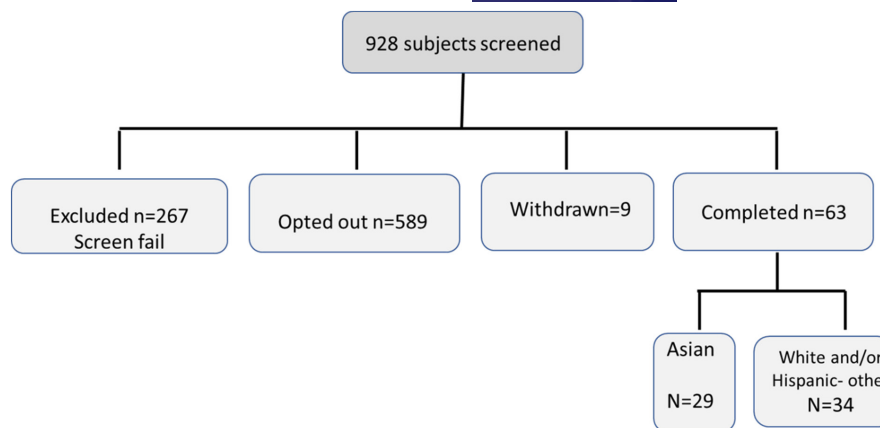 928 subjects screened
Excluded n=267
Screen fail
Opted out n=589
Withdrawn=9
Completed n=63
Asian
N=29
White and/or
Hispanic- othe
N=34